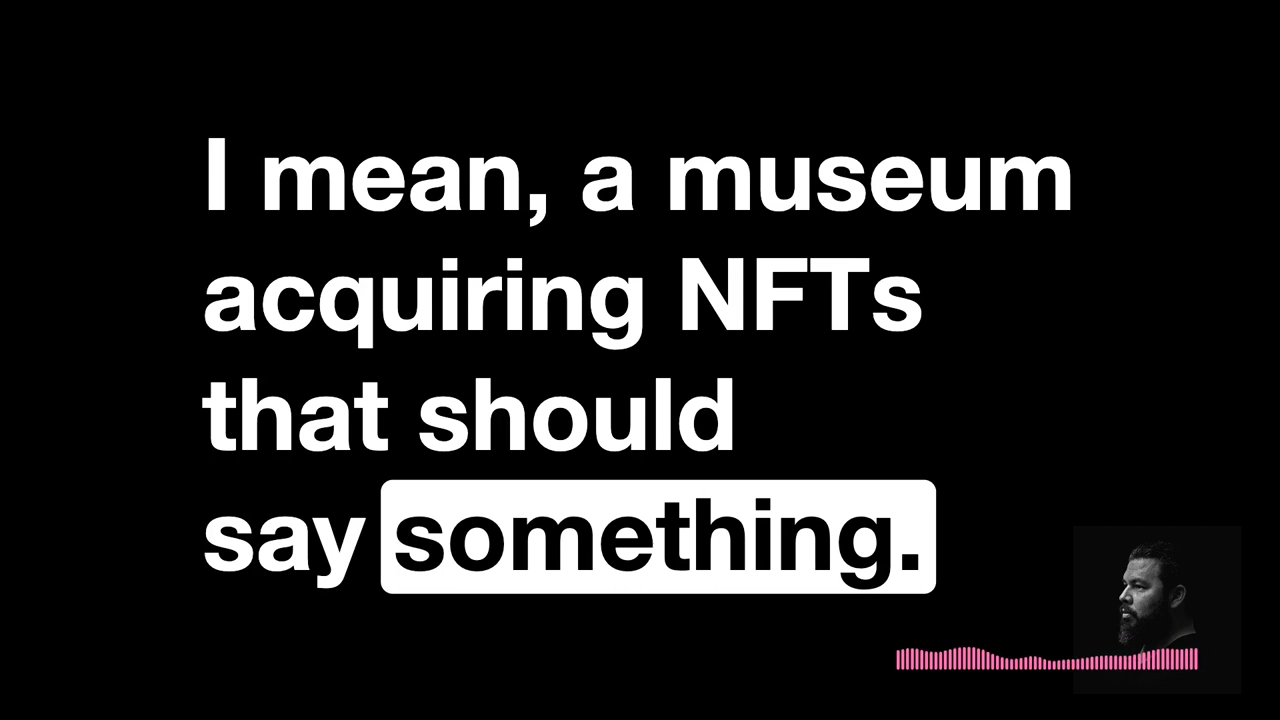 I mean, a museum
acquiring NFTs
that should
say something.